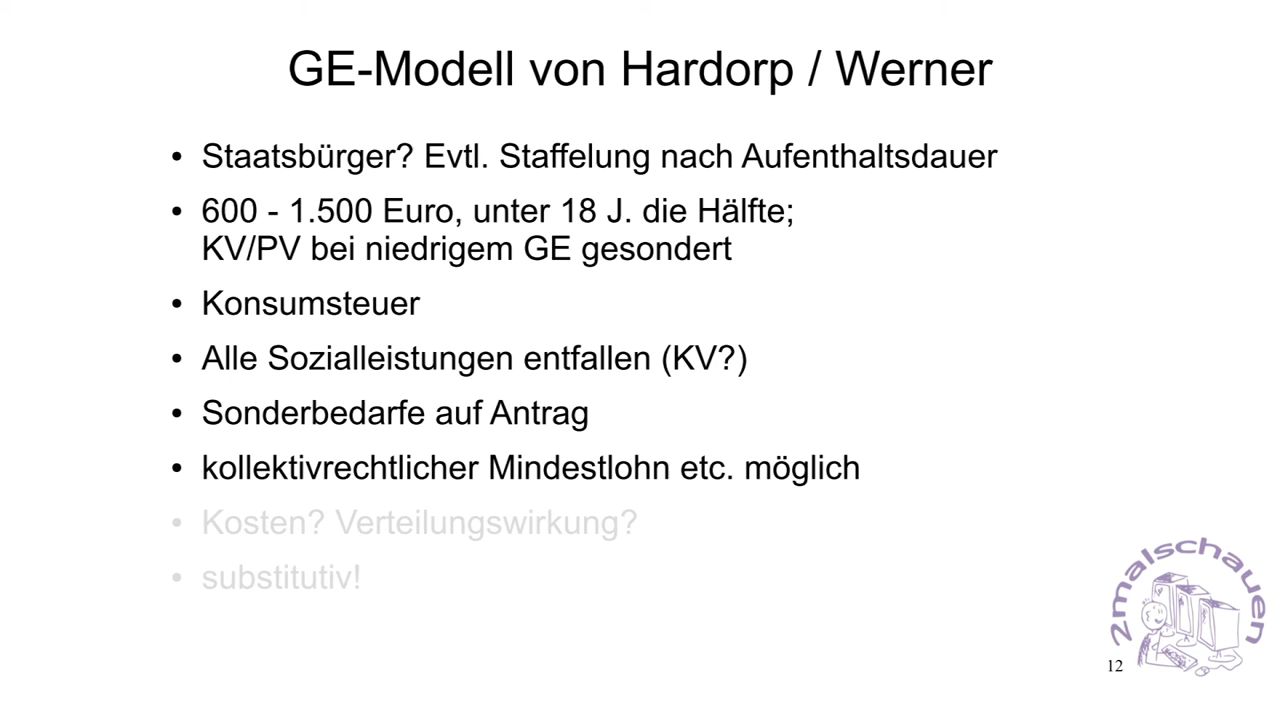 GE-Modell von Hardorp / Werner
• Staatsbürger? Evtl. Staffelung nach Aufenthaltsdauer
• 600 - 1.500 Euro, unter 18 J. die Hälfte;
KV/PV bei niedrigem GE gesondert
• Konsumsteuer
• Alle Sozialleistungen entfallen (KV?)
• Sonderbedarfe auf Antrag
• kollektivrechtlicher Mindestlohn etc. möglich
• Kosten? Verteilungswirkung?
• substitutiv!
2malschauen
12